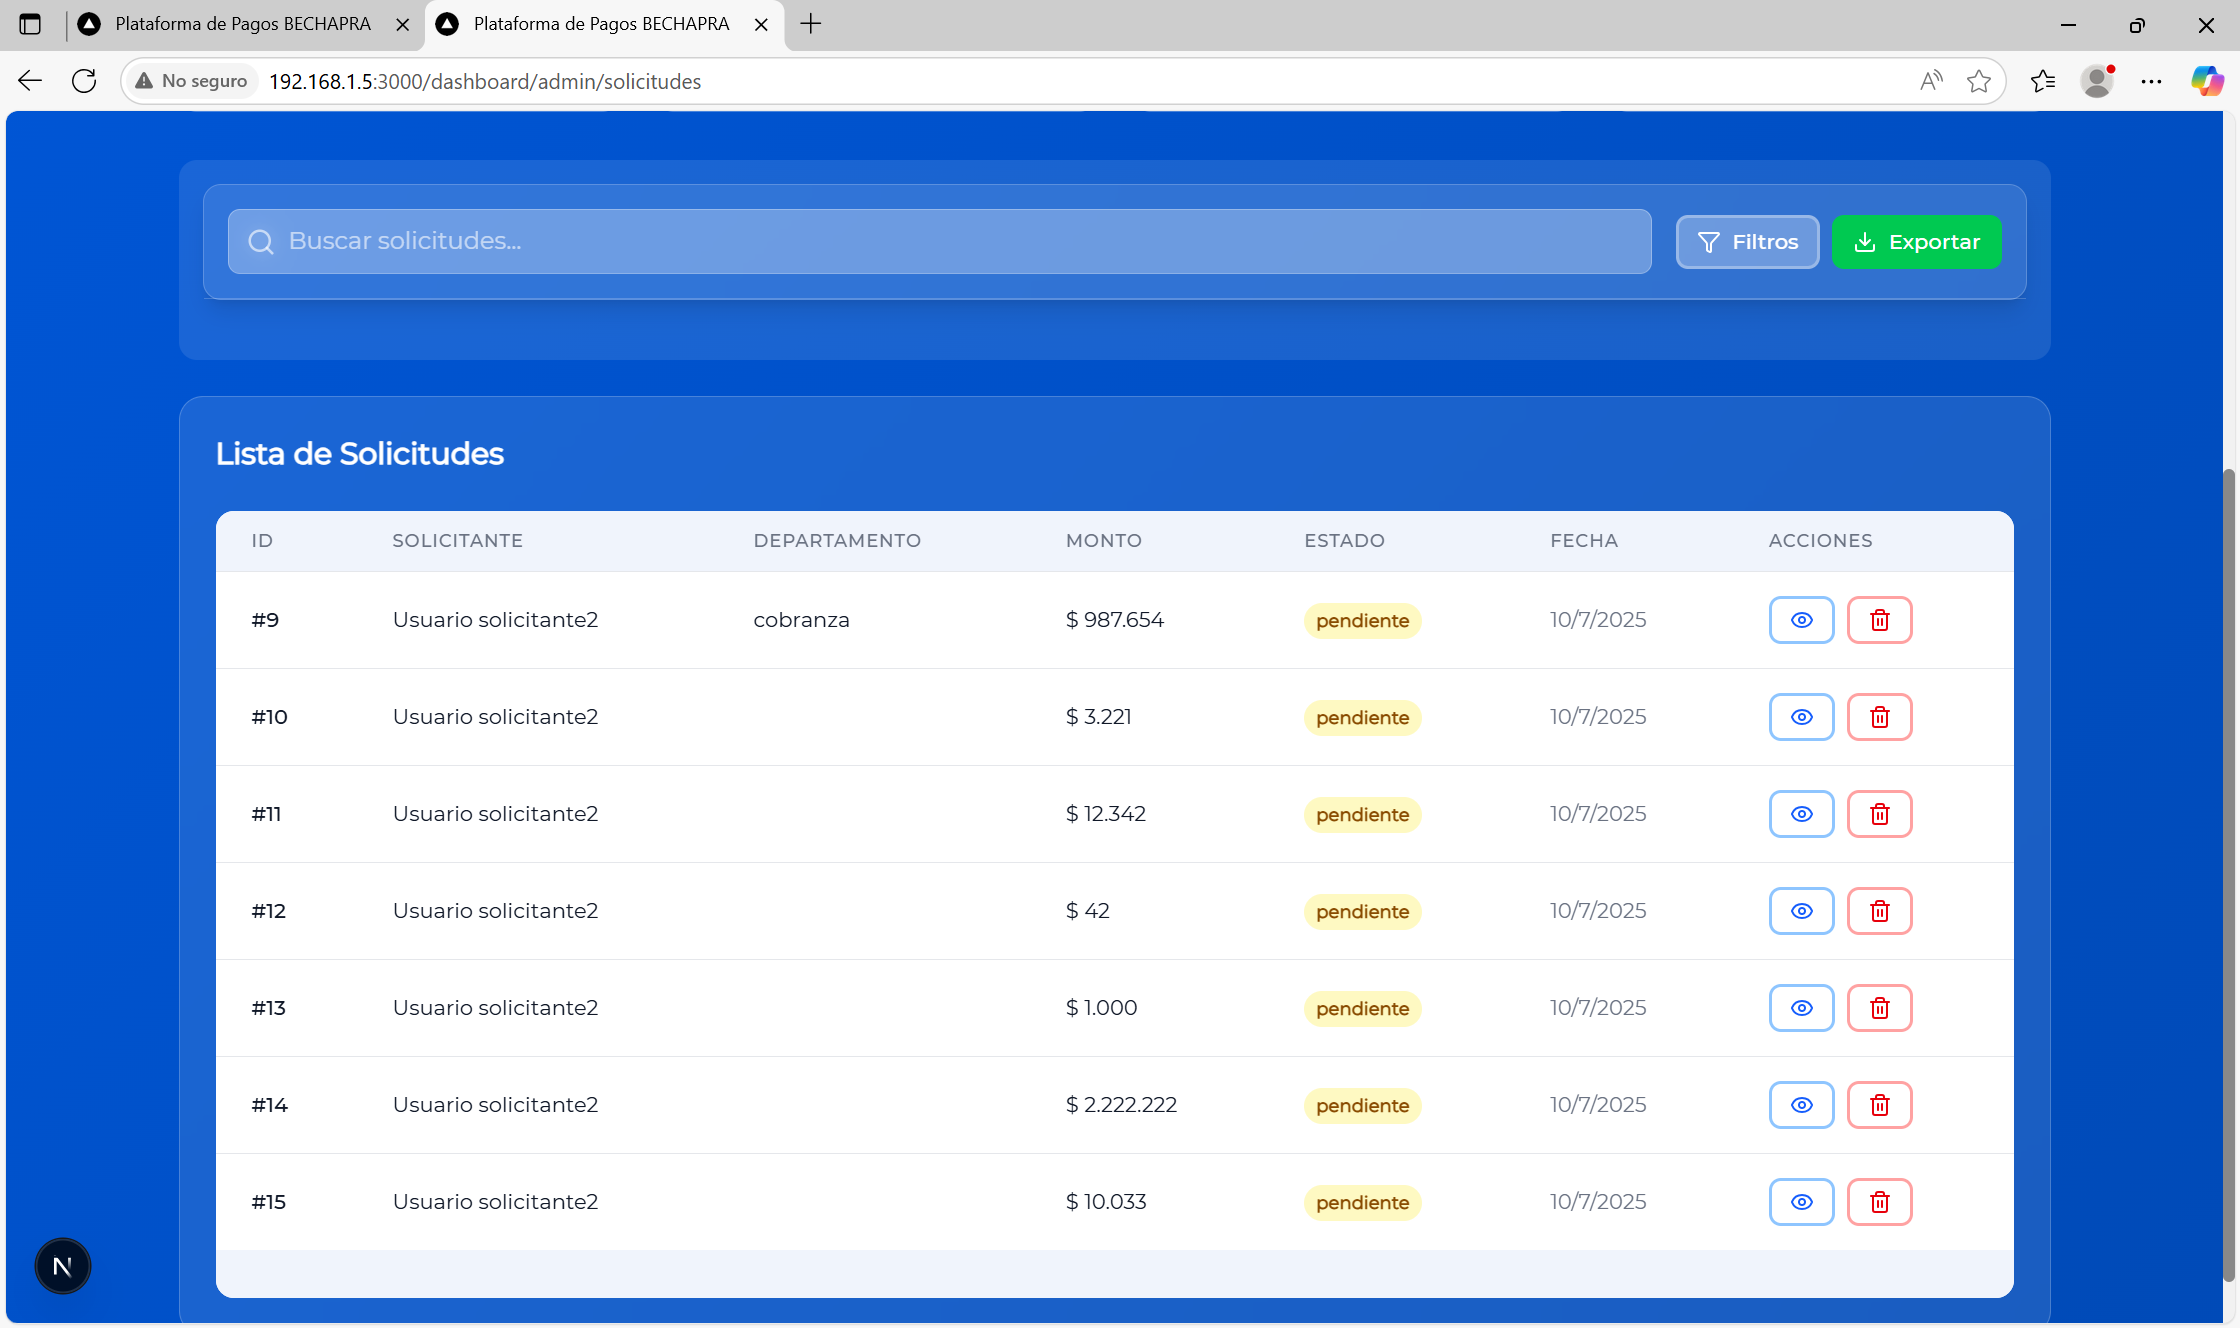 Plataforma de Pagos BECHAPRA
Plataforma de Pagos BECHAPRA
No seguro 192.168.1.5:3000/dashboard/admin/solicitudes
Buscar solicitudes...
Filtros
Exportar
Lista de Solicitudes
ID SOLICITANTE DEPARTAMENTO MONTO ESTADO FECHA ACCIONES
#9 Usuario solicitante2 cobranza $ 987.654 pendiente 10/7/2025
#10 Usuario solicitante2 $ 3.221 pendiente 10/7/2025
#11 Usuario solicitante2 $ 12.342 pendiente 10/7/2025
#12 Usuario solicitante2 $ 42 pendiente 10/7/2025
#13 Usuario solicitante2 $ 1.000 pendiente 10/7/2025
#14 Usuario solicitante2 $ 2.222.222 pendiente 10/7/2025
#15 Usuario solicitante2 $ 10.033 pendiente 10/7/2025
N